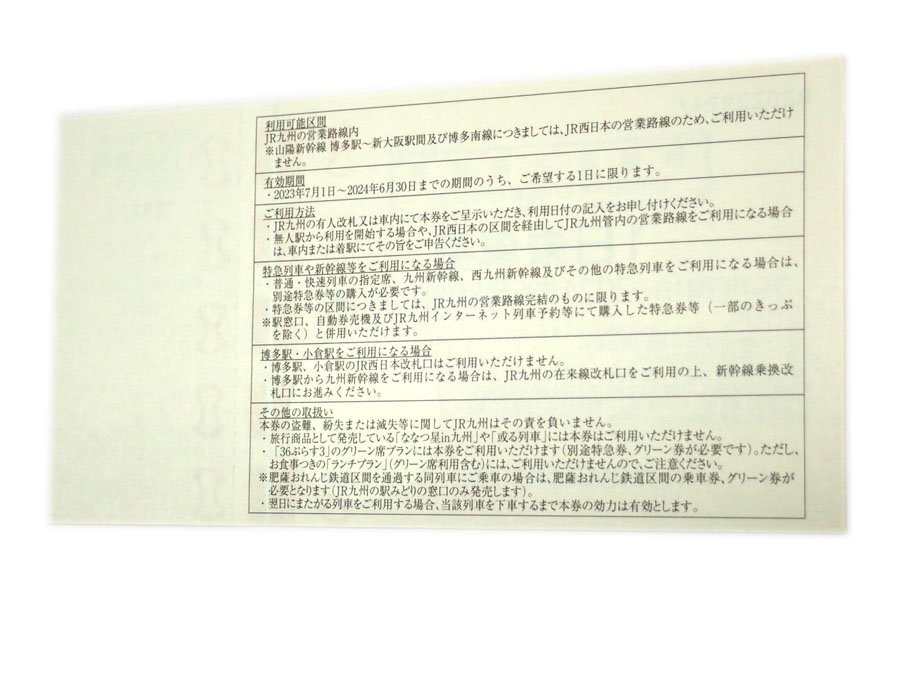 利用可能区間
JR九州の営業路線内
※山陽新幹線 博多駅～新大阪駅間及び博多南線につきましては、JR西日本の営業路線のため、ご利用いただけ
ません。
有効期間
・2023年7月1日～2024年6月30日までの期間のうち、ご希望する1日に限ります。
ご利用方法
・JR九州の有人改札又は車内にて本券をご呈示いただき、利用日付の記入をお申し付けください。
・無人駅から利用を開始する場合や、JR西日本の区間を経由してJR九州管内の営業路線をご利用になる場合
は、車内または着駅にてその旨をご申告ください。
特急列車や新幹線等をご利用になる場合
・普通・快速列車の指定席、九州新幹線、西九州新幹線及びその他の特急列車をご利用になる場合は、
別途特急券等の購入が必要です。
・特急券等の区間につきましては、JR九州の営業路線完結のものに限ります。
※駅窓口、自動券売機及びJR九州インターネット列車予約等にて購入した特急券等（一部のきっぷ
を除く）と併用いただけます。
博多駅・小倉駅をご利用になる場合
・博多駅、小倉駅のJR西日本改札口はご利用いただけません。
・博多駅から九州新幹線をご利用になる場合は、JR九州の在来線改札口をご利用の上、新幹線乗換改
札口にお進みください。
その他の取扱い
本券の盗難、紛失または滅失等に関してJR九州はその責を負いません。
・旅行商品として発売している「ななつ星in九州」や「或る列車」には本券はご利用いただけません。
・「36ぷらす3」のグリーン席プランには本券をご利用いただけます（別途特急券、グリーン券が必要です）。ただし、
お食事つきの「ランチプラン」（グリーン席利用含む）には、ご利用いただけませんので、ご注意ください。
※肥薩おれんじ鉄道区間を通過する同列車にご乗車の場合は、肥薩おれんじ鉄道区間の乗車券、グリーン券が
必要となります（JR九州の駅みどりの窓口のみ発売します）。
・翌日にまたがる列車をご利用する場合、当該列車を下車するまで本券の効力は有効とします。